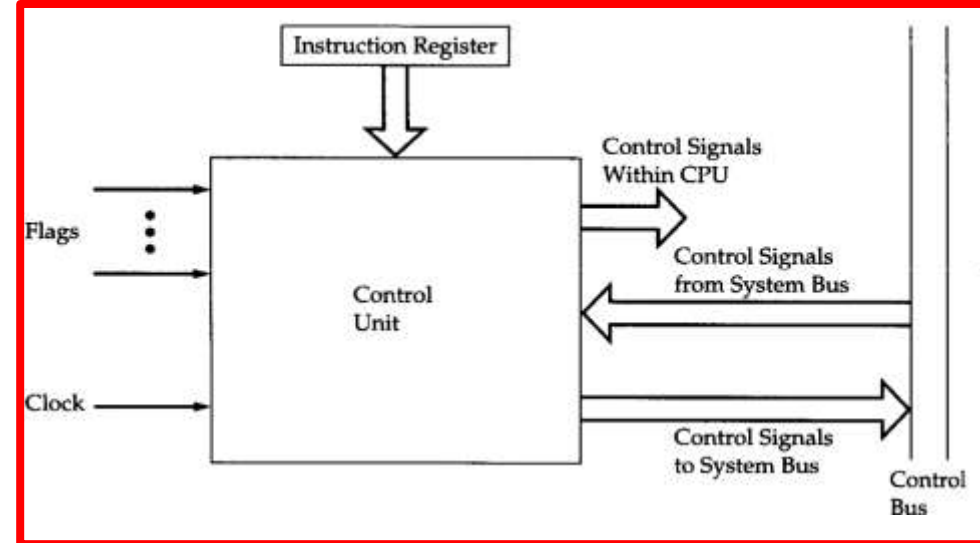 Instruction Register
Control Signals
Within CPU
Flags
Control Signals
from System Bus
Control
Unit
Clock
Control Signals
to System Bus
Control
Bus